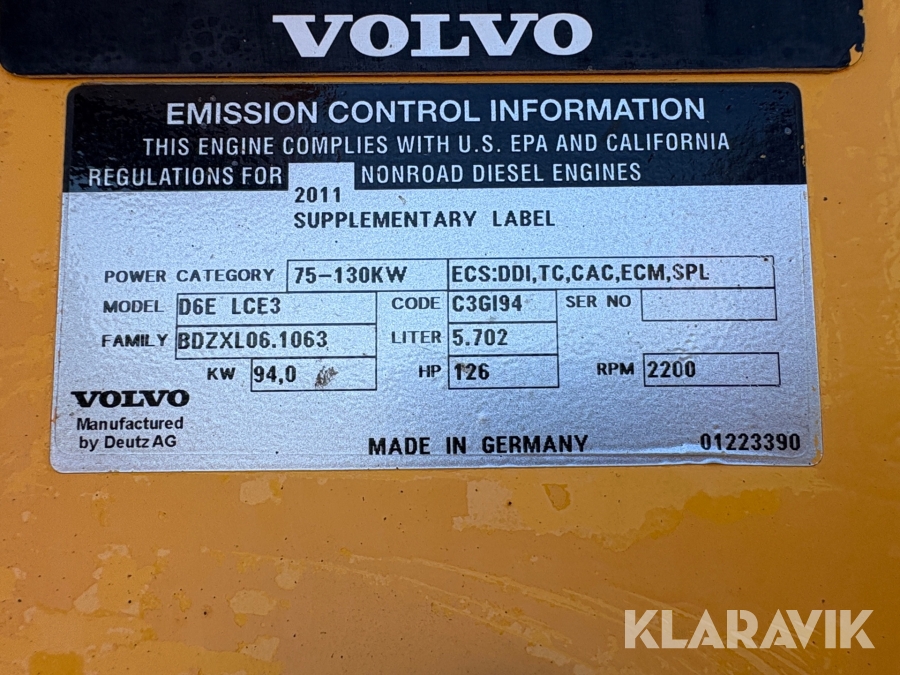 VOLVO
EMISSION CONTROL INFORMATION
THIS ENGINE COMPLIES WITH U.S. EPA AND CALIFORNIA
REGULATIONS FOR NONROAD DIESEL ENGINES
2011
SUPPLEMENTARY LABEL
POWER CATEGORY 75-130KW ECS:DDI,TC,CAC,ECM,SPL
MODEL D6E LCE3 CODE C3GI94 SER NO
FAMILY BDZXL06.1063 LITER 5.702
KW 94,0 HP 126 RPM 2200
VOLVO
Manufactured
by Deutz AG
MADE IN GERMANY 01223390
KLARAVIK